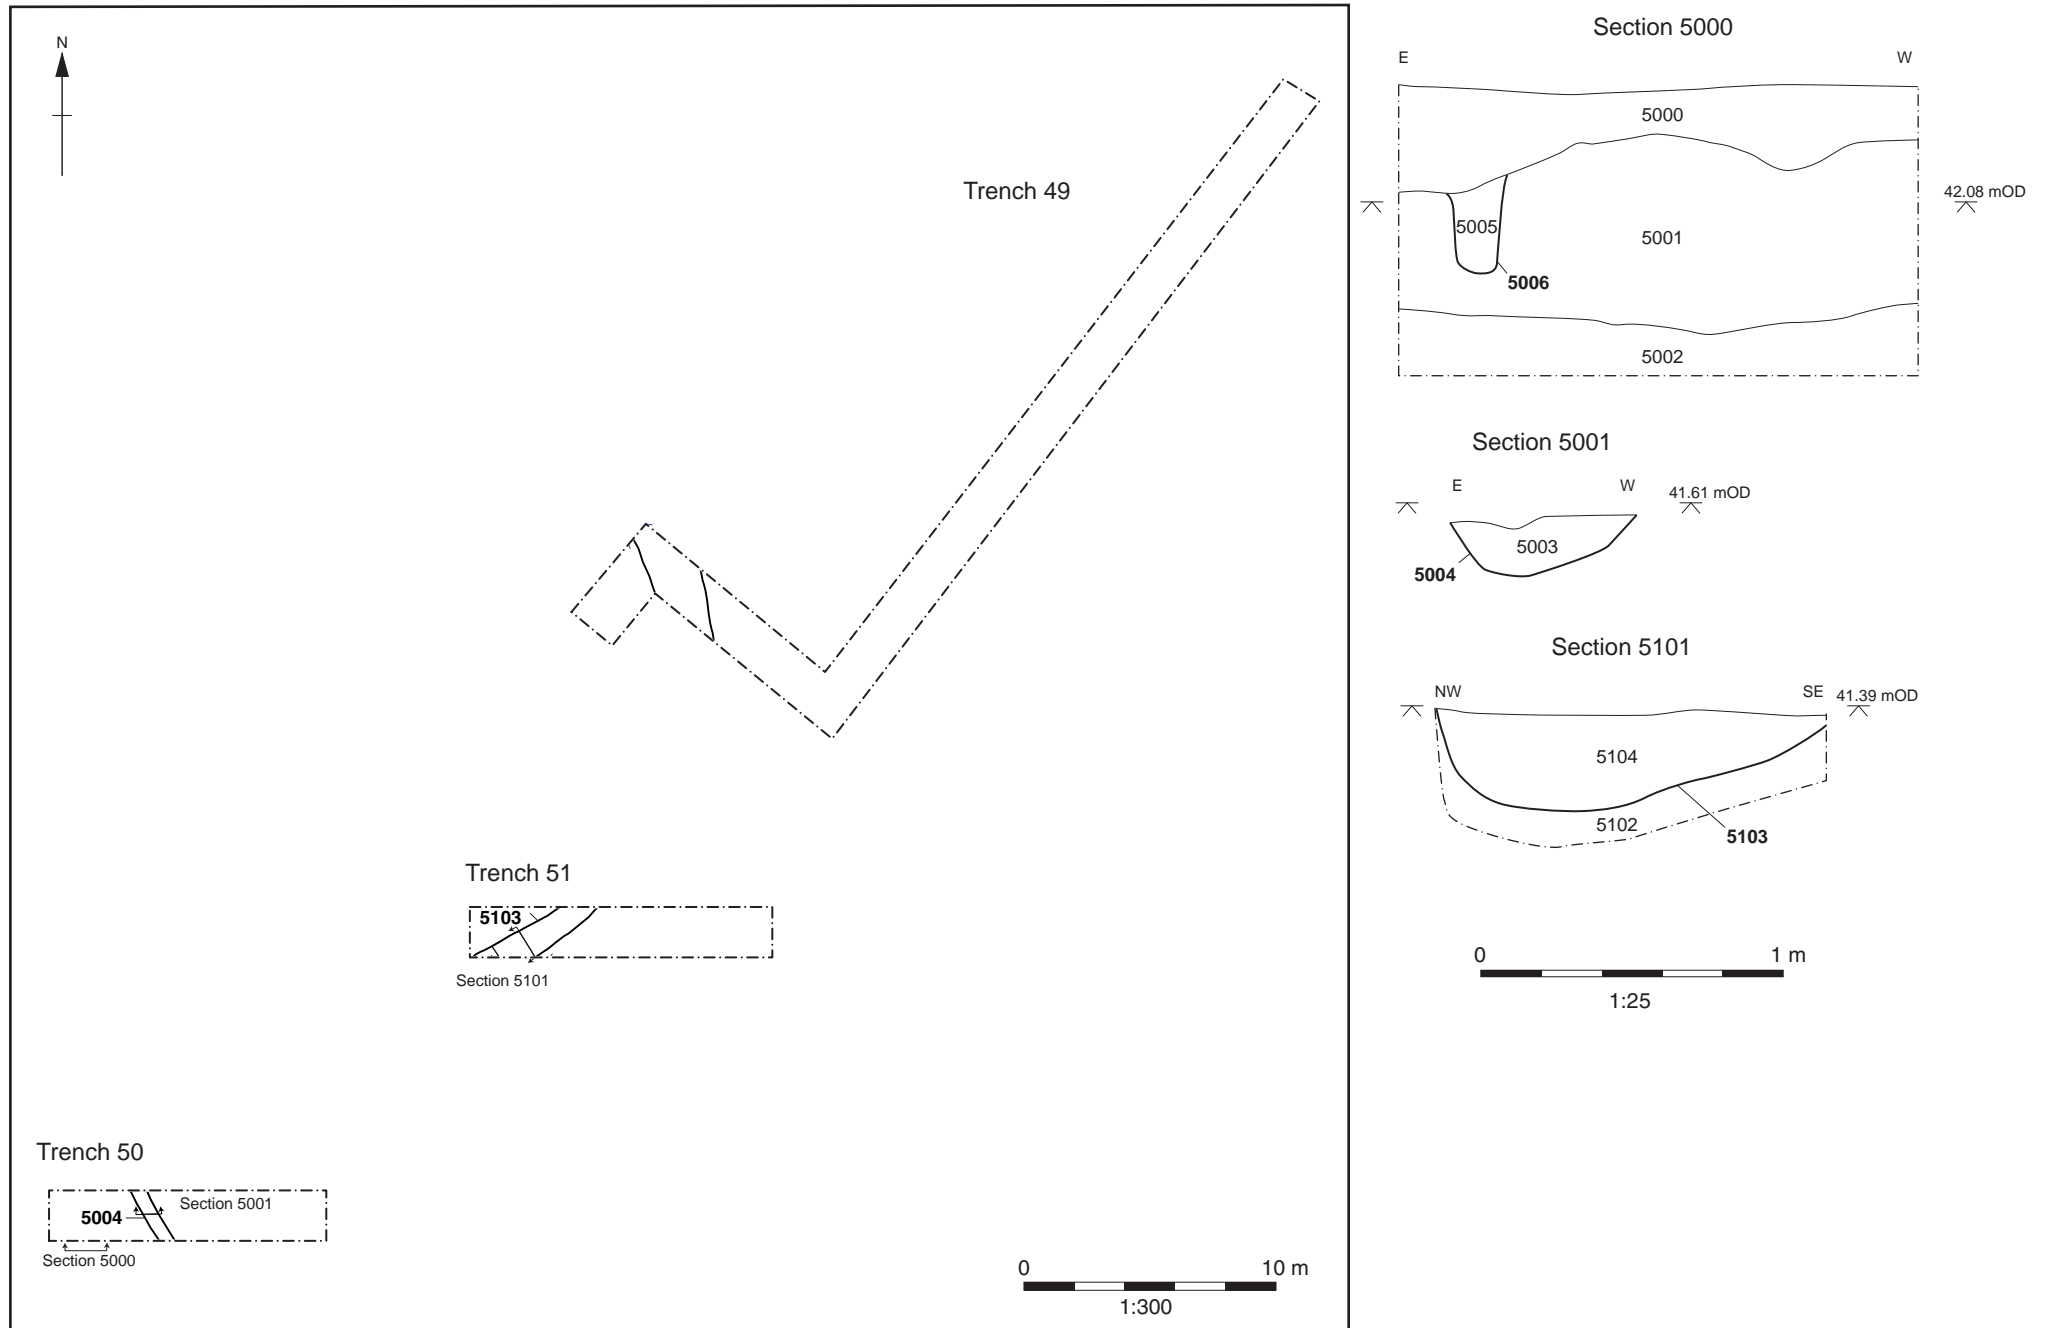 N
Trench 49
Trench 51
5103
Section 5101
Trench 50
Section 5001
5004
Section 5000
0 10 m
1:300
Section 5000
E W
5000
42.08 mOD
5005
5001
5006
5002
Section 5001
E W
41.61 mOD
5003
5004
Section 5101
NW SE
41.39 mOD
5104
5102
5103
0 1 m
1:25